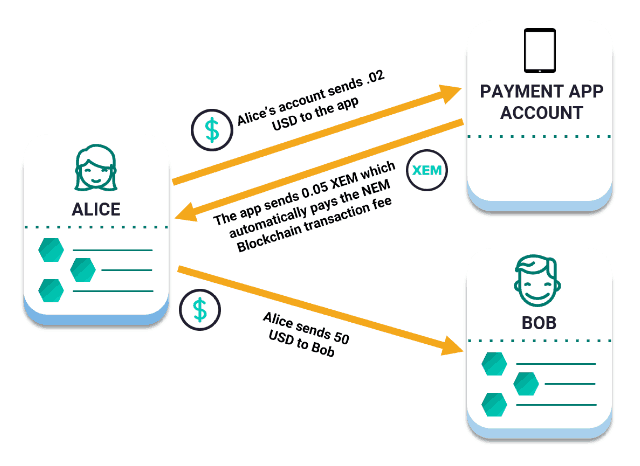 PAYMENT APP
ACCOUNT
Alice's account sends .02
USD to the app
$
XEM
The app sends 0.05 XEM which
automatically pays the NEM
Blockchain transaction fee
ALICE
$
Alice sends 50
USD to Bob
BOB